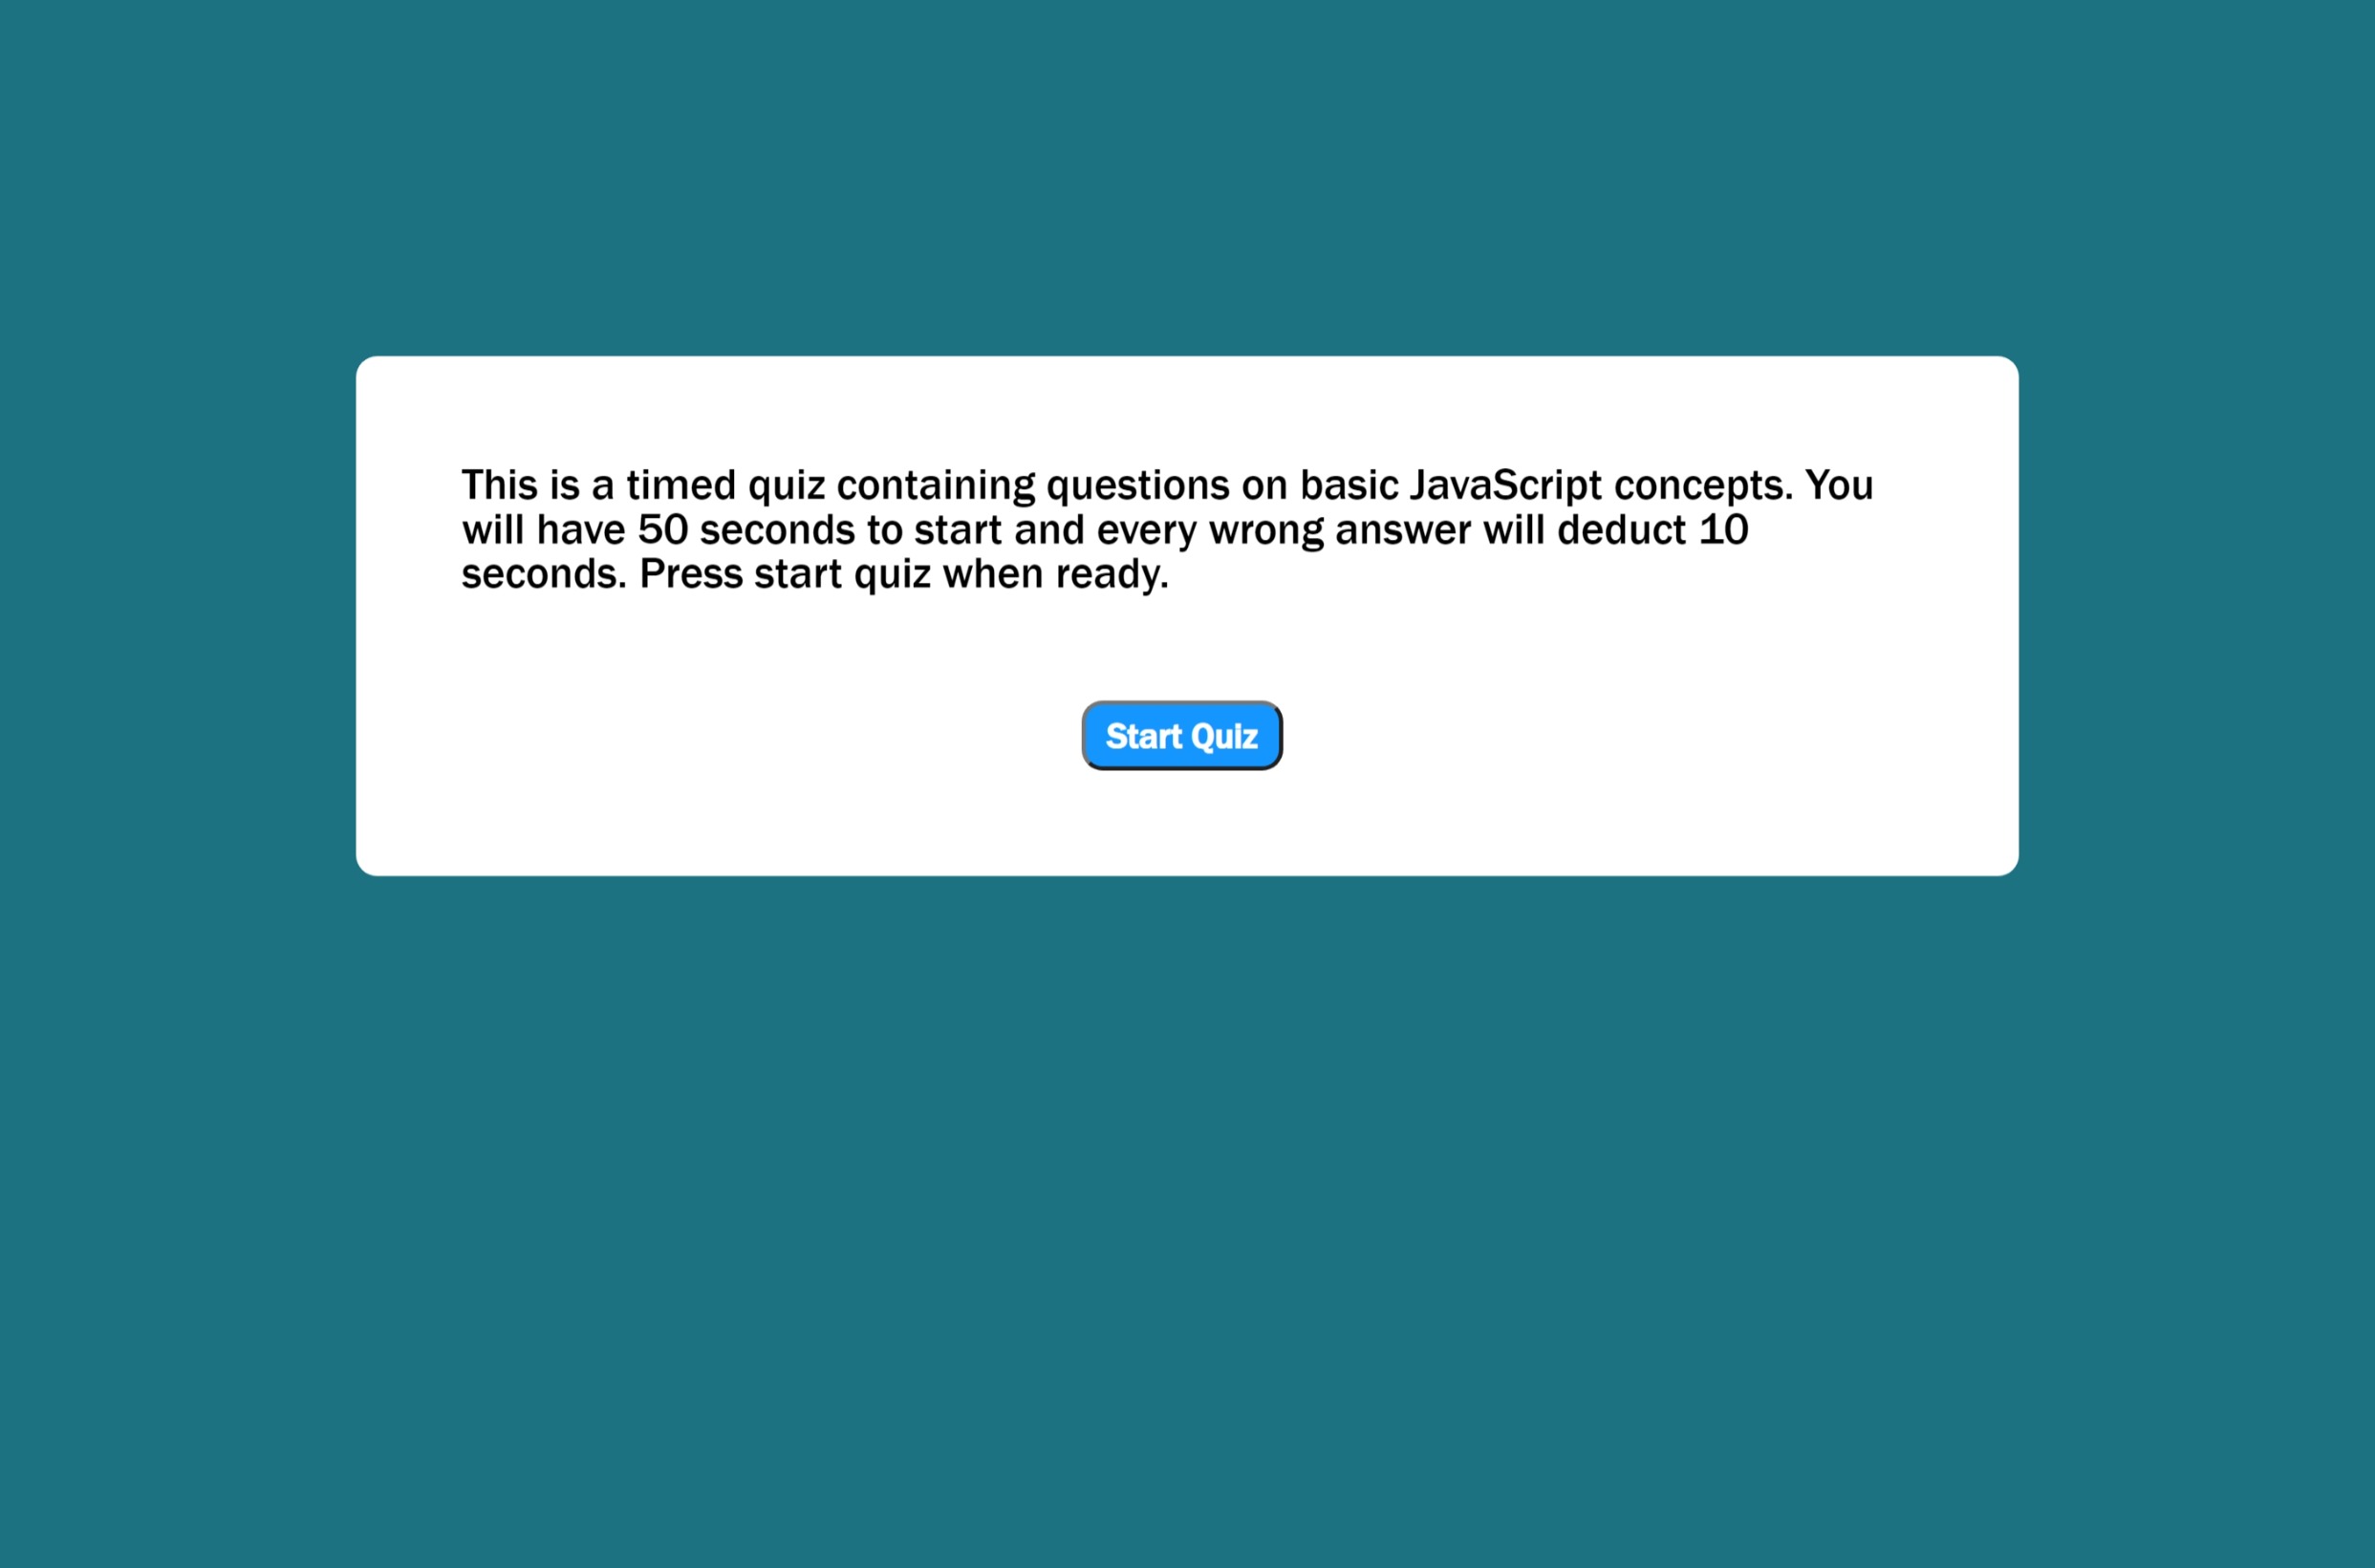 This is a timed quiz containing questions on basic JavaScript concepts. You
will have 50 seconds to start and every wrong answer will deduct 10
seconds. Press start quiz when ready.
Start Quiz